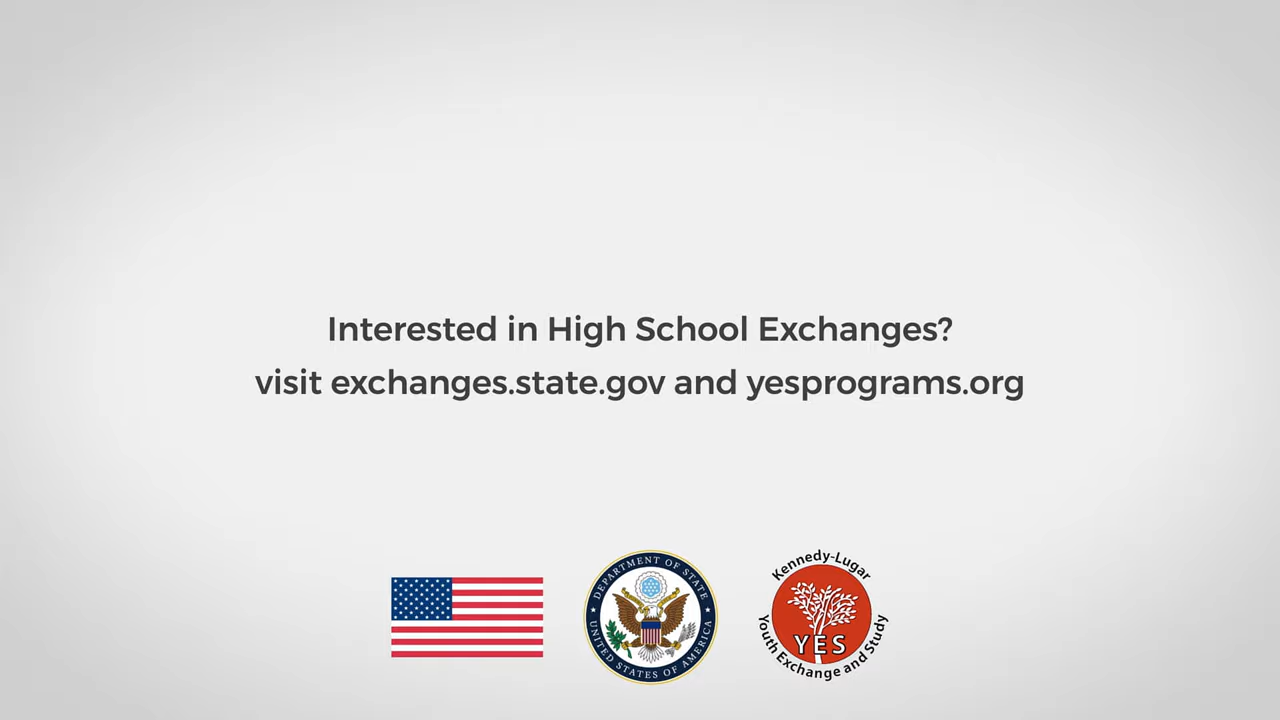 Interested in High School Exchanges?
visit exchanges.state.gov and yesprograms.org
DEPARTMENT OF STATE
UNITED STATES OF AMERICA
Kennedy-Lugar
YES
Youth Exchange and Study